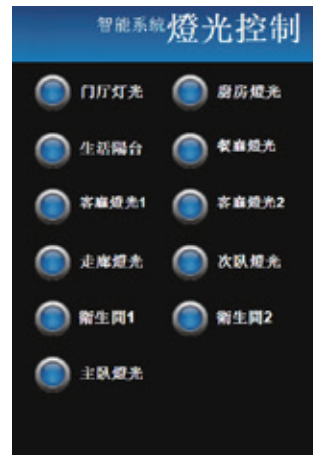 智能系統燈光控制
门厅灯光 廚房燈光
生活陽台 餐廳燈光
客廳燈光1 客廳燈光2
走廊燈光 次臥燈光
衛生間1 衛生間2
主臥燈光